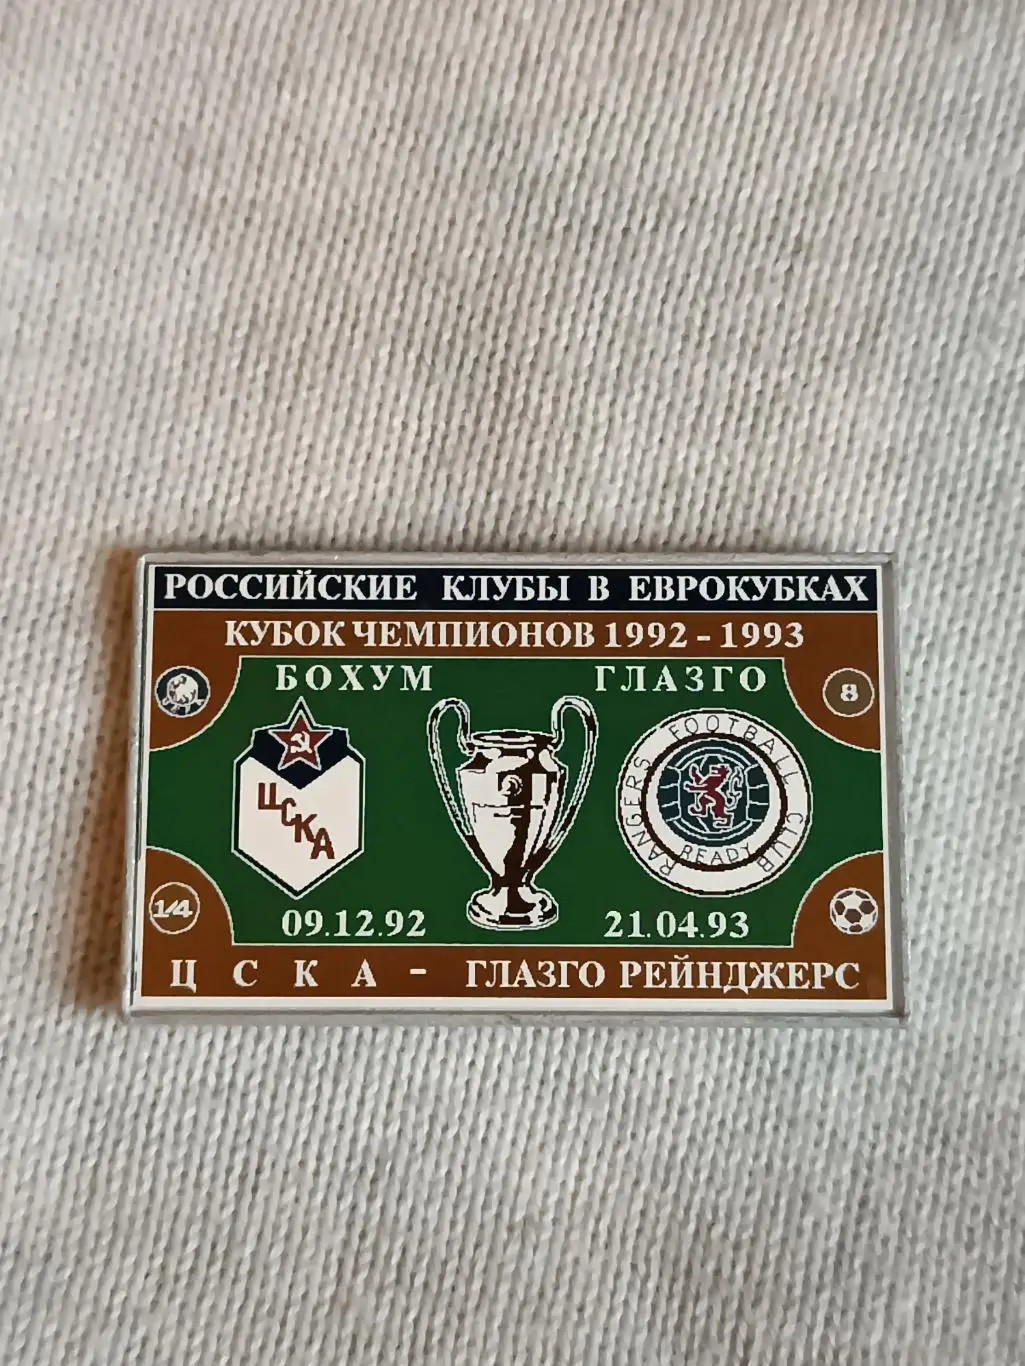 РОССИЙСКИЕ КЛУБЫ В ЕВРОКУБКАХ
КУБОК ЧЕМПИОНОВ 1992 - 1993
БОХУМ ГЛАЗГО
8
ЦСКА
RANGERS FOOTBALL CLUB
READY
1/4
09.12.92 21.04.93
ЦСКА - ГЛАЗГО РЕЙНДЖЕРС